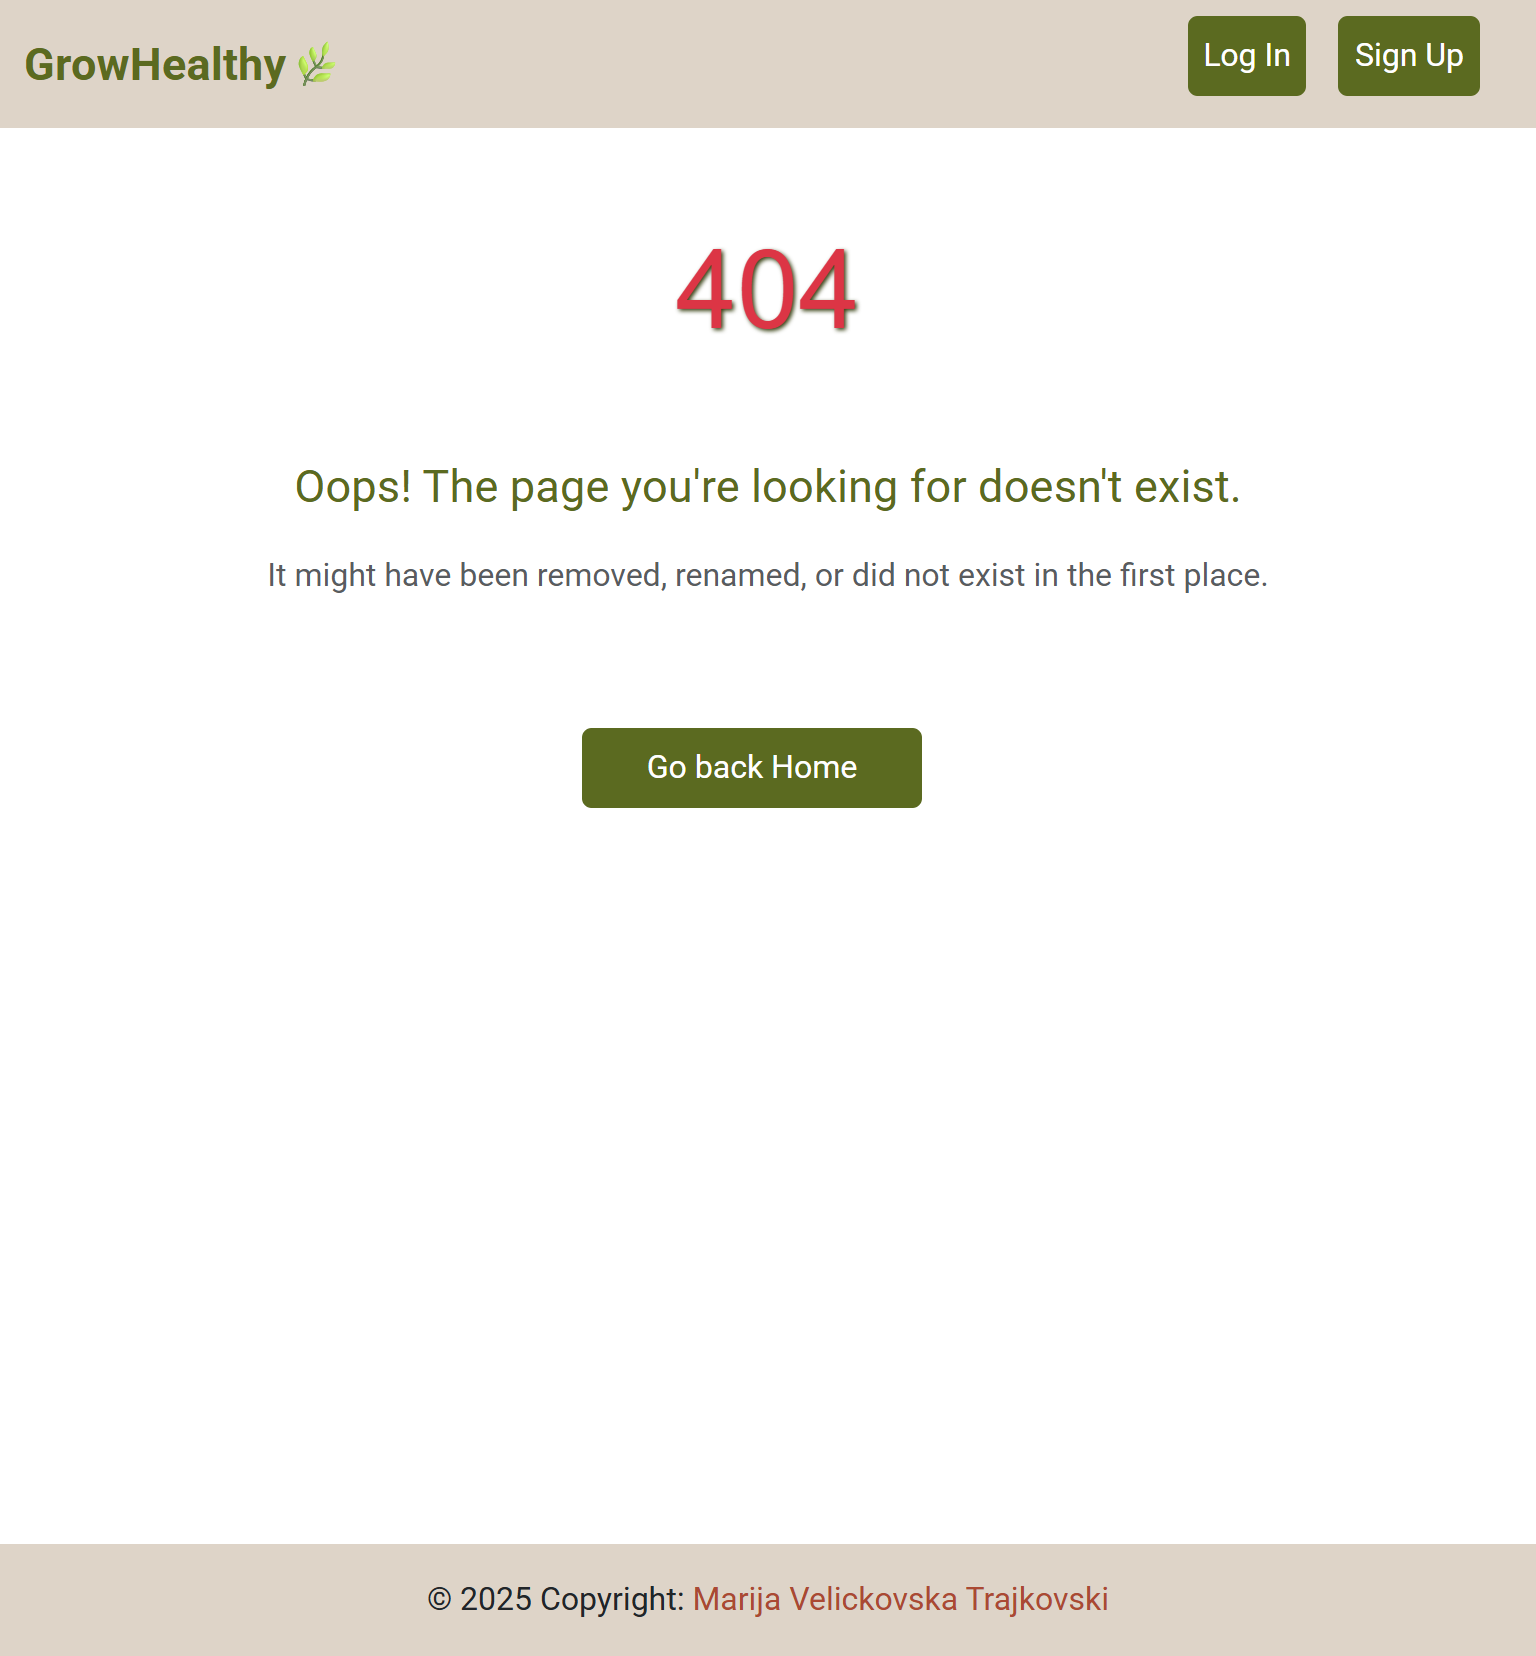 GrowHealthy 🌿
Log In
Sign Up
404
Oops! The page you're looking for doesn't exist.
It might have been removed, renamed, or did not exist in the first place.
Go back Home
© 2025 Copyright: Marija Velickovska Trajkovski